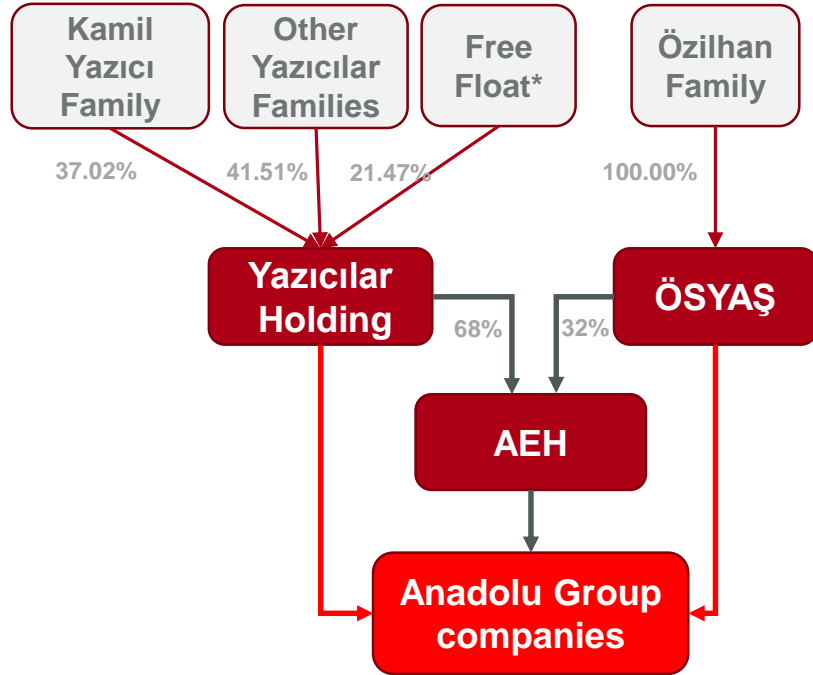 Kamil
Yazıcı
Family
Other
Yazıcılar
Families
Free
Float*
Özilhan
Family
37.02%
41.51%
21.47%
100.00%
Yazıcılar
Holding
ÖSYAŞ
68%
32%
AEH
Anadolu Group
companies